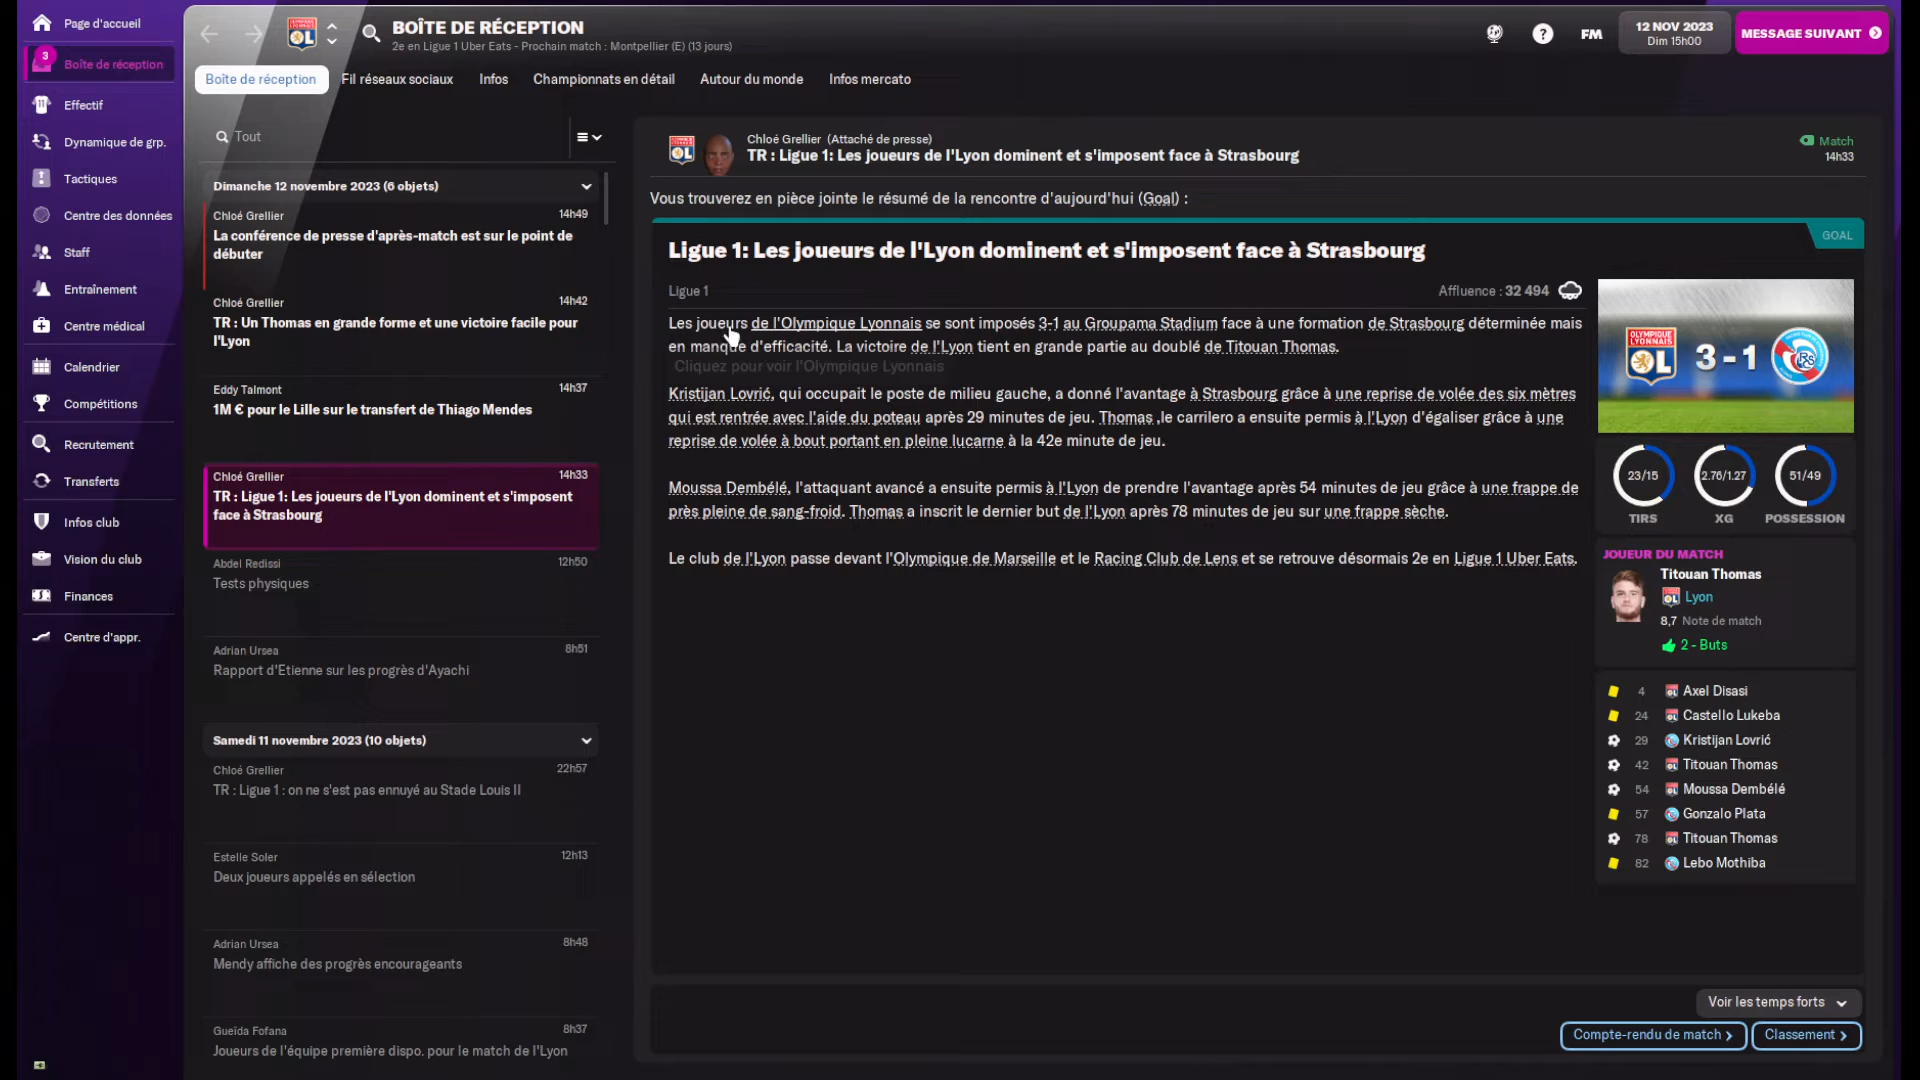 Page d'accueil
3
Boîte de réception
Effectif
Dynamique de grp.
Tactiques
Centre des données
Staff
Entraînement
Centre médical
Calendrier
Compétitions
Recrutement
Transferts
Infos club
Vision du club
Finances
Centre d'appr.
BOÎTE DE RÉCEPTION
2e en Ligue 1 Uber Eats - Prochain match : Montpellier (E) (13 jours)
?
FM
12 NOV 2023
Dim 15h00
MESSAGE SUIVANT
Boîte de réception
Fil réseaux sociaux
Infos
Championnats en détail
Autour du monde
Infos mercato
Tout
Dimanche 12 novembre 2023 (6 objets)
Chloé Grellier 14h49
La conférence de presse d'après-match est sur le point de
débuter
Chloé Grellier 14h42
TR : Un Thomas en grande forme et une victoire facile pour
l'Lyon
Eddy Talmont 14h37
1M € pour le Lille sur le transfert de Thiago Mendes
Chloé Grellier 14h33
TR : Ligue 1: Les joueurs de l'Lyon dominent et s'imposent
face à Strasbourg
Abdel Redissi 12h50
Tests physiques
Adrian Ursea 8h51
Rapport d'Etienne sur les progrès d'Ayachi
Samedi 11 novembre 2023 (10 objets)
Chloé Grellier 22h57
TR : Ligue 1 : on ne s'est pas ennuyé au Stade Louis II
Estelle Soler 12h13
Deux joueurs appelés en sélection
Adrian Ursea 8h48
Mendy affiche des progrès encourageants
Gueïda Fofana 8h37
Joueurs de l'équipe première dispo. pour le match de l'Lyon
Chloé Grellier (Attaché de presse)
TR : Ligue 1: Les joueurs de l'Lyon dominent et s'imposent face à Strasbourg
Match
14h33
Vous trouverez en pièce jointe le résumé de la rencontre d'aujourd'hui (Goal) :
GOAL
Ligue 1: Les joueurs de l'Lyon dominent et s'imposent face à Strasbourg
Ligue 1
Affluence : 32 494
Les joueurs de l'Olympique Lyonnais se sont imposés 3-1 au Groupama Stadium face à une formation de Strasbourg déterminée mais
en manque d'efficacité. La victoire de l'Lyon tient en grande partie au doublé de Titouan Thomas.
Cliquez pour voir l'Olympique Lyonnais
Kristijan Lovrić, qui occupait le poste de milieu gauche, a donné l'avantage à Strasbourg grâce à une reprise de volée des six mètres
qui est rentrée avec l'aide du poteau après 29 minutes de jeu. Thomas ,le carrilero a ensuite permis à l'Lyon d'égaliser grâce à une
reprise de volée à bout portant en pleine lucarne à la 42e minute de jeu.
Moussa Dembélé, l'attaquant avancé a ensuite permis à l'Lyon de prendre l'avantage après 54 minutes de jeu grâce à une frappe de
près pleine de sang-froid. Thomas a inscrit le dernier but de l'Lyon après 78 minutes de jeu sur une frappe sèche.
Le club de l'Lyon passe devant l'Olympique de Marseille et le Racing Club de Lens et se retrouve désormais 2e en Ligue 1 Uber Eats.
OLYMPIQUE LYONNAIS
OL
3 - 1
23/15
2.76/1.27
51/49
TIRS
XG
POSSESSION
JOUEUR DU MATCH
Titouan Thomas
Lyon
8,7 Note de match
2 - Buts
4 Axel Disasi
24 Castello Lukeba
29 Kristijan Lovrić
42 Titouan Thomas
54 Moussa Dembélé
57 Gonzalo Plata
78 Titouan Thomas
82 Lebo Mothiba
Voir les temps forts
Compte-rendu de match
Classement